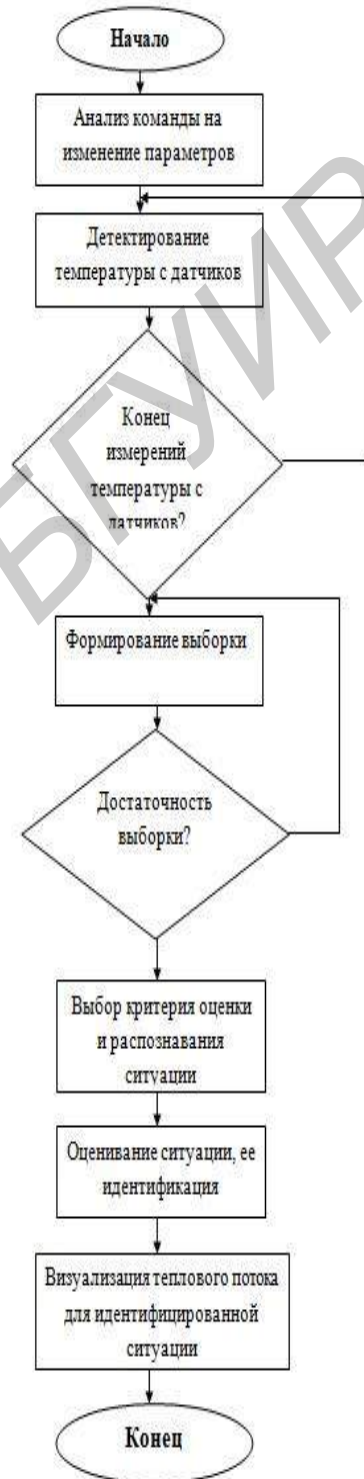 Начало
Анализ команды на
изменение параметров
Детектирование
температуры с датчиков
Конец
измерений
температуры с
датчиков?
Формирование выборки
Достаточность
выборки?
Выбор критерия оценки
и распознавания
ситуации
Оценивание ситуации, ее
идентификация
Визуализация теплового потока
для идентифицированной
ситуации
Конец
БГУИР